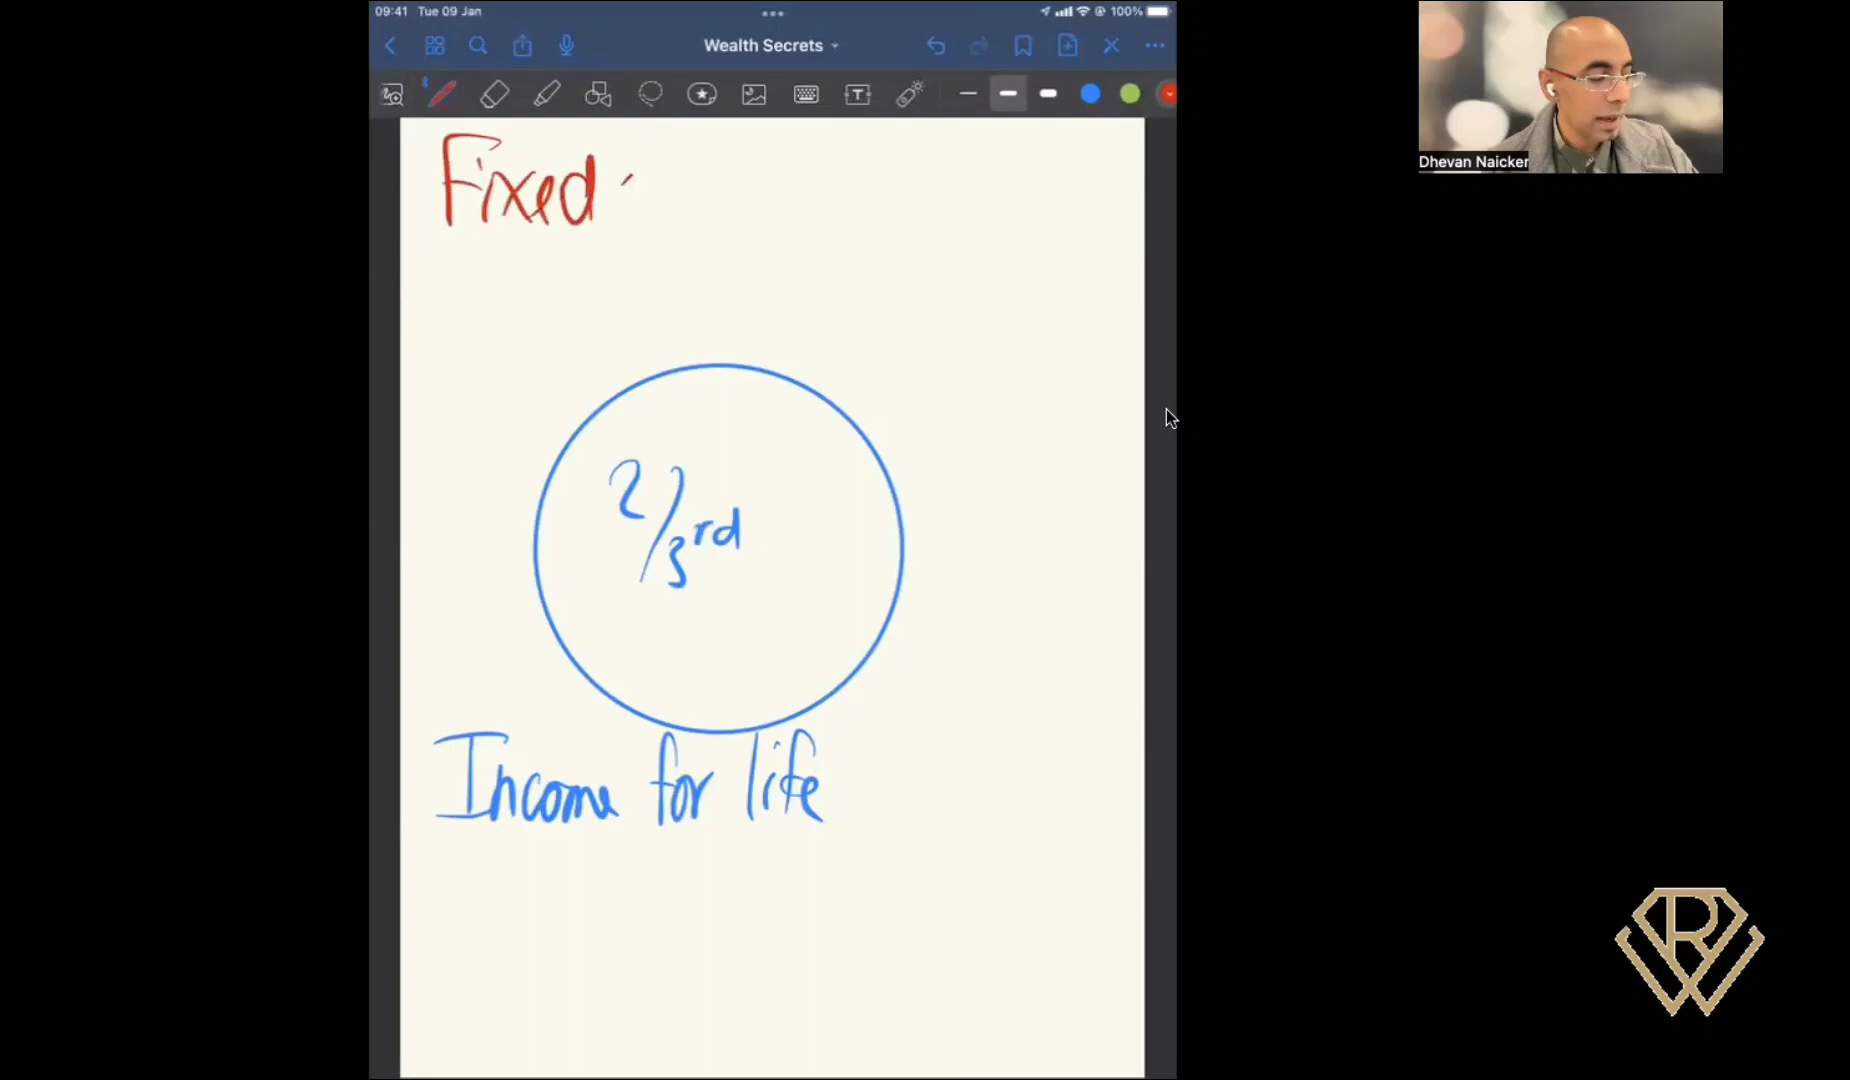 09:41 Tue 09 Jan
100%
Wealth Secrets
Dhevan Naicker
Fixed
2/3rd
Income for life